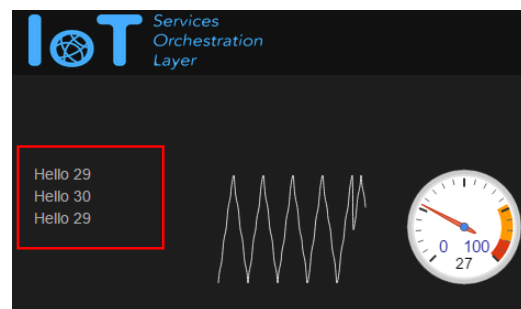 IoT
Services
Orchestration
Layer
Hello 29
Hello 30
Hello 29
0 100
27